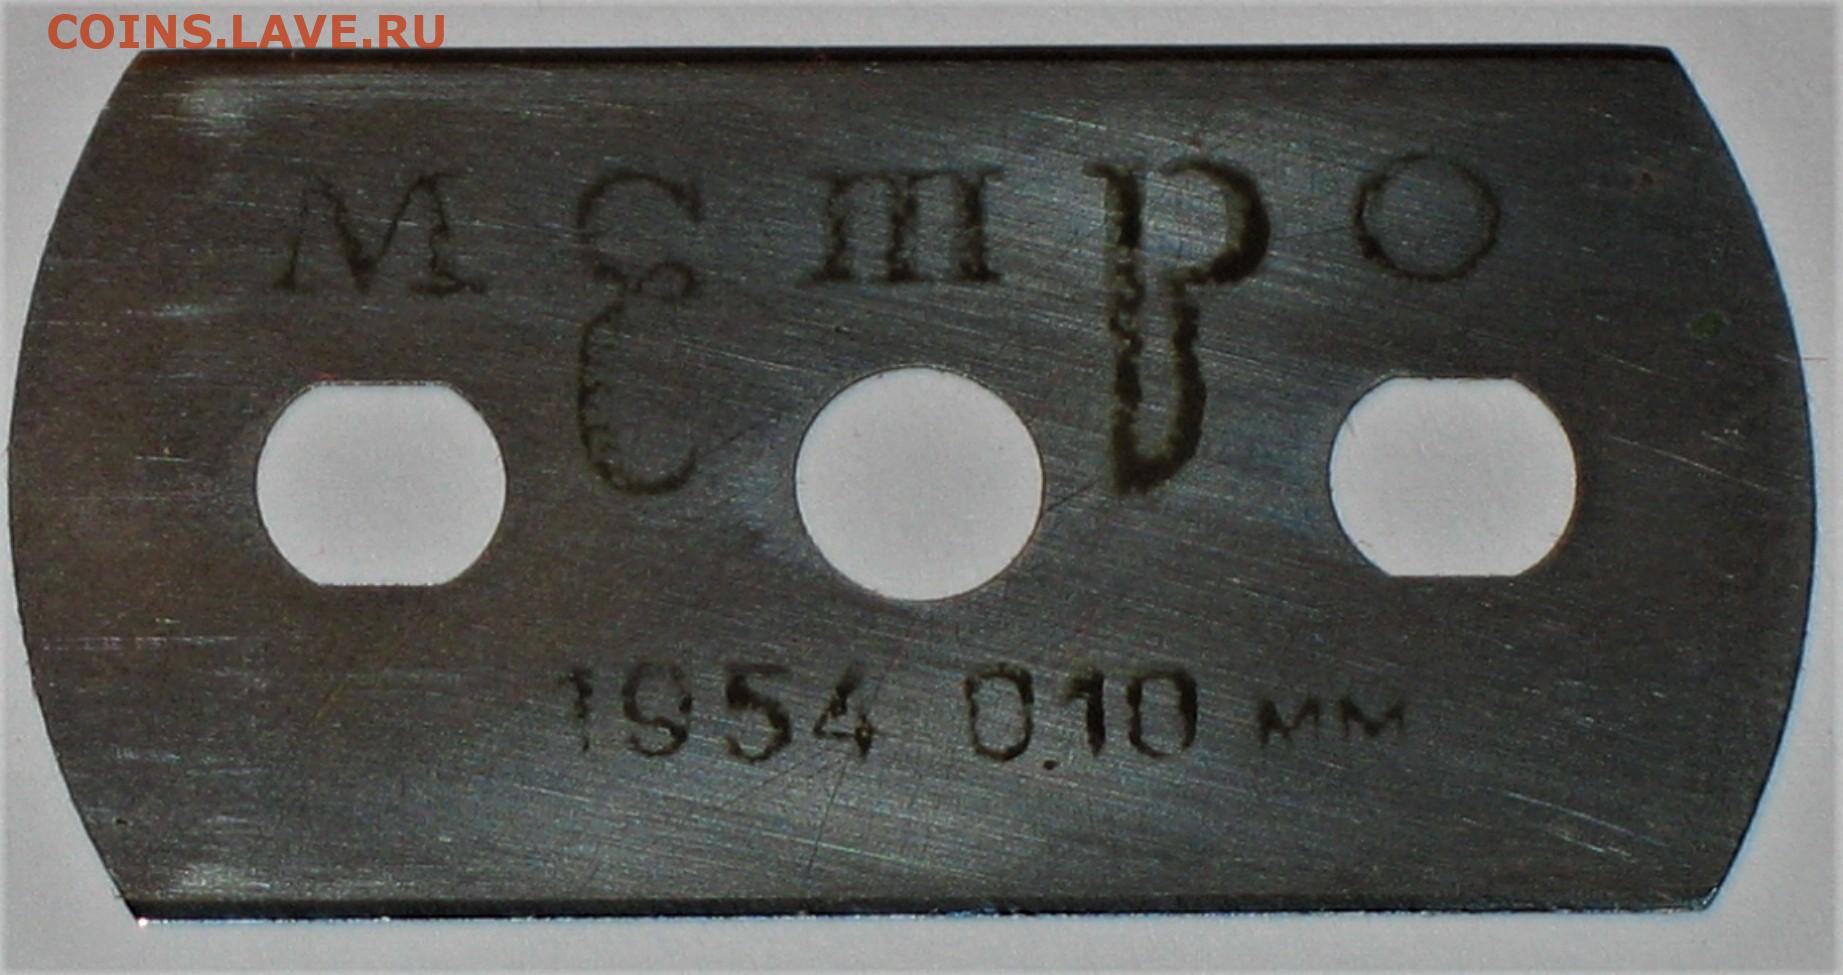 COINS.LAVE.RU
метро
1954 0.10 мм